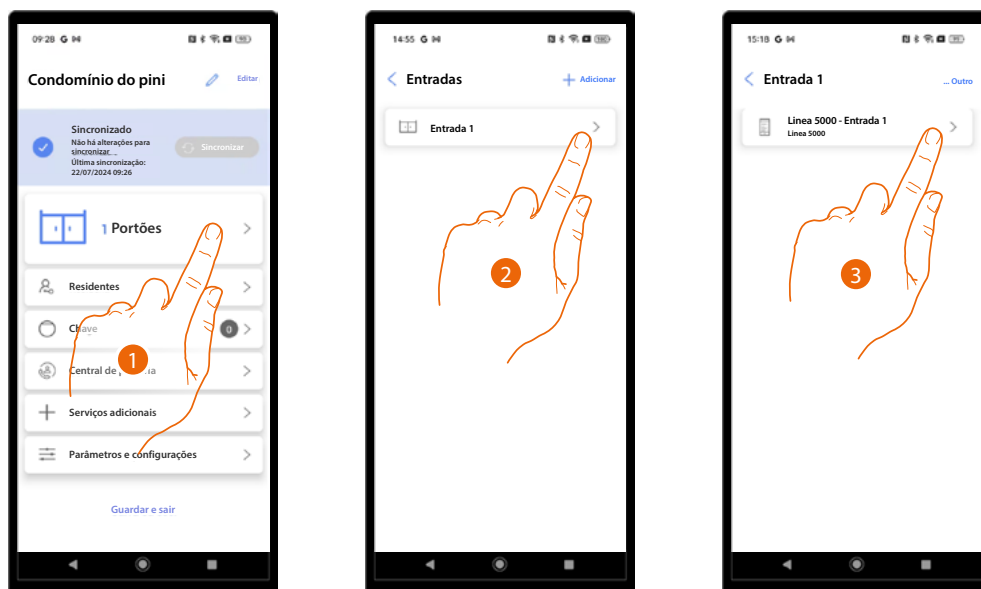 09:28 G
95
Condomínio do pini
Editar
Sincronizado
Não há alterações para
sincronizar...
Última sincronização:
22/07/2024 09:26
Sincronizar
1 Portões
Residentes
Chave
0
1
Central de
Serviços adicionais
Parâmetros e configurações
Guardar e sair
14:55 G
Entradas
Adicionar
Entrada 1
2
15:18 G
Entrada 1
... Outro
Linea 5000 - Entrada 1
Linea 5000
3